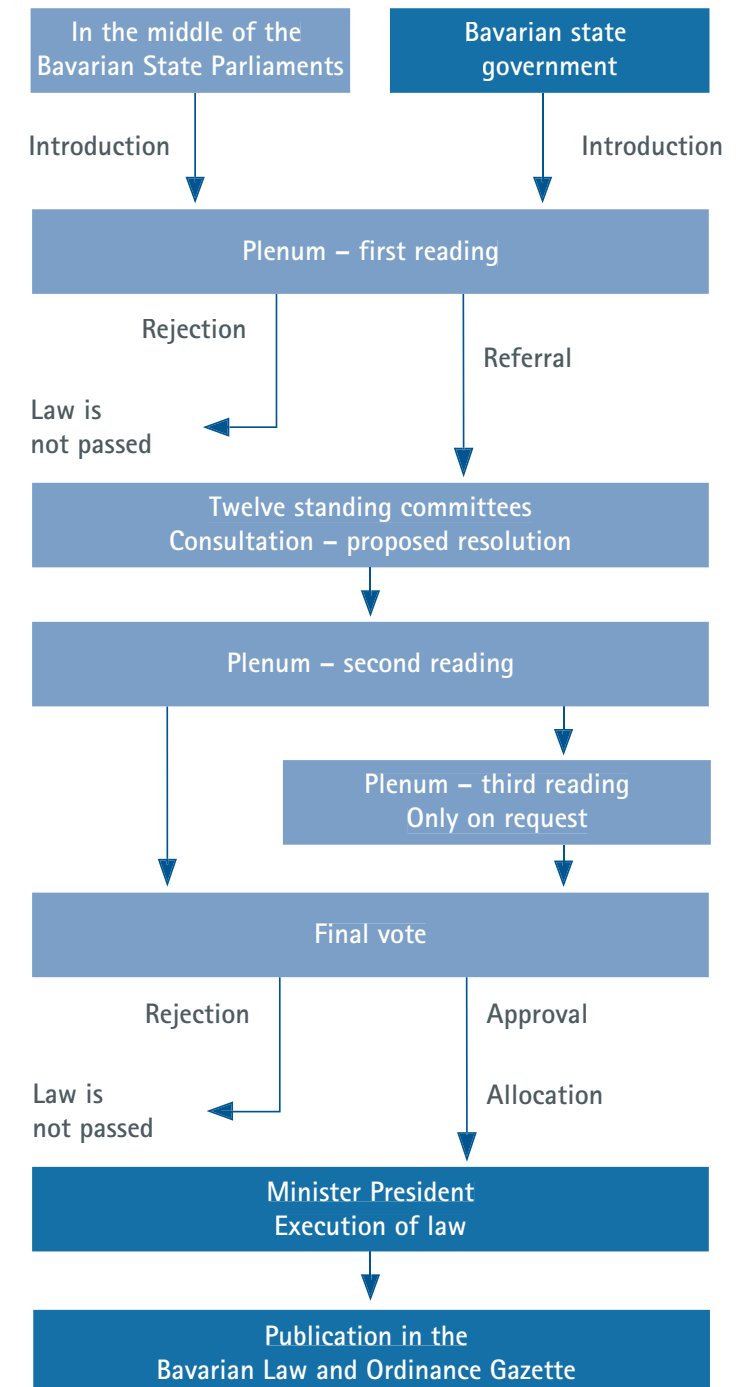 In the middle of the
Bavarian State Parliaments
Bavarian state
government
Introduction
Introduction
Plenum – first reading
Rejection
Referral
Law is
not passed
Twelve standing committees
Consultation – proposed resolution
Plenum – second reading
Plenum – third reading
Only on request
Final vote
Rejection
Approval
Law is
not passed
Allocation
Minister President
Execution of law
Publication in the
Bavarian Law and Ordinance Gazette